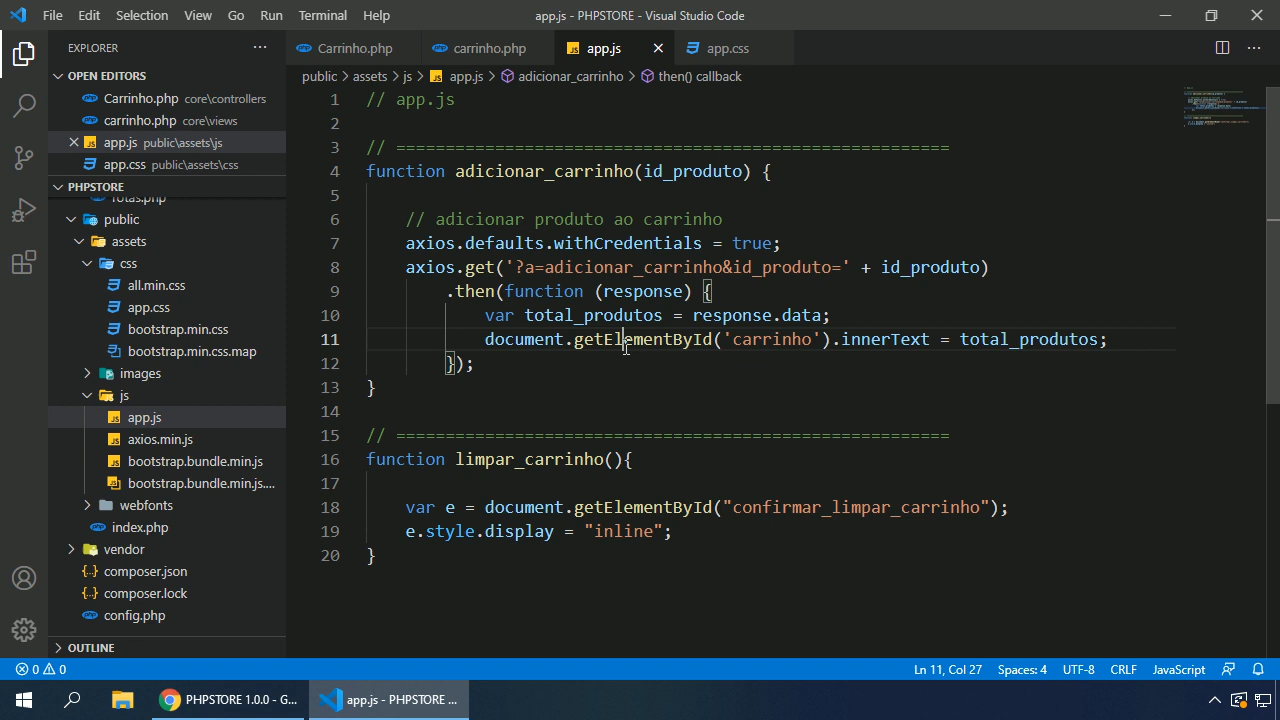 File Edit Selection View Go Run Terminal Help app.js - PHPSTORE - Visual Studio Code
EXPLORER
OPEN EDITORS
Carrinho.php core\controllers
carrinho.php core\views
app.js public\assets\js
app.css public\assets\css
PHPSTORE
rotas.php
public
assets
css
all.min.css
app.css
bootstrap.min.css
bootstrap.min.css.map
images
js
app.js
axios.min.js
bootstrap.bundle.min.js
bootstrap.bundle.min.js....
webfonts
index.php
vendor
composer.json
composer.lock
config.php
OUTLINE
Carrinho.php carrinho.php app.js app.css
public > assets > js > app.js > adicionar_carrinho > then() callback
1 // app.js
2
3 // ========================================================
4 function adicionar_carrinho(id_produto) {
5
6 // adicionar produto ao carrinho
7 axios.defaults.withCredentials = true;
8 axios.get('?a=adicionar_carrinho&id_produto=' + id_produto)
9 .then(function (response) {
10 var total_produtos = response.data;
11 document.getElementById('carrinho').innerText = total_produtos;
12 });
13 }
14
15 // ========================================================
16 function limpar_carrinho(){
17
18 var e = document.getElementById("confirmar_limpar_carrinho");
19 e.style.display = "inline";
20 }
0 0 Ln 11, Col 27 Spaces: 4 UTF-8 CRLF JavaScript
PHPSTORE 1.0.0 - G... app.js - PHPSTORE ...